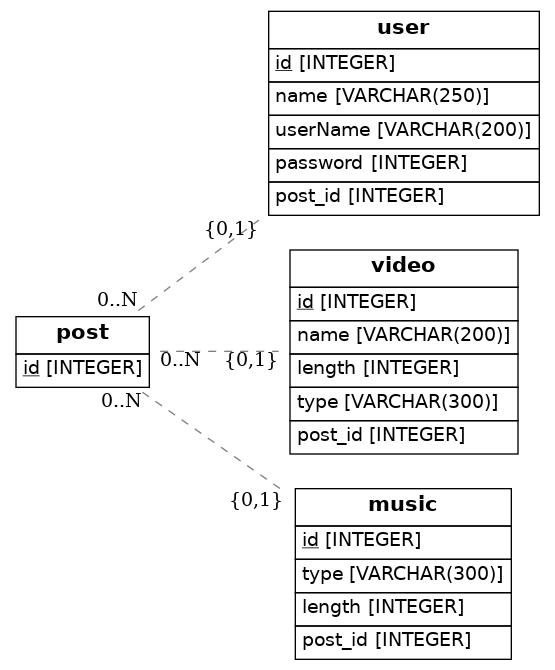 user
id [INTEGER]
name [VARCHAR(250)]
userName [VARCHAR(200)]
password [INTEGER]
post_id [INTEGER]
{0,1}
0..N
post
id [INTEGER]
0..N
{0,1}
0..N
{0,1}
video
id [INTEGER]
name [VARCHAR(200)]
length [INTEGER]
type [VARCHAR(300)]
post_id [INTEGER]
music
id [INTEGER]
type [VARCHAR(300)]
length [INTEGER]
post_id [INTEGER]